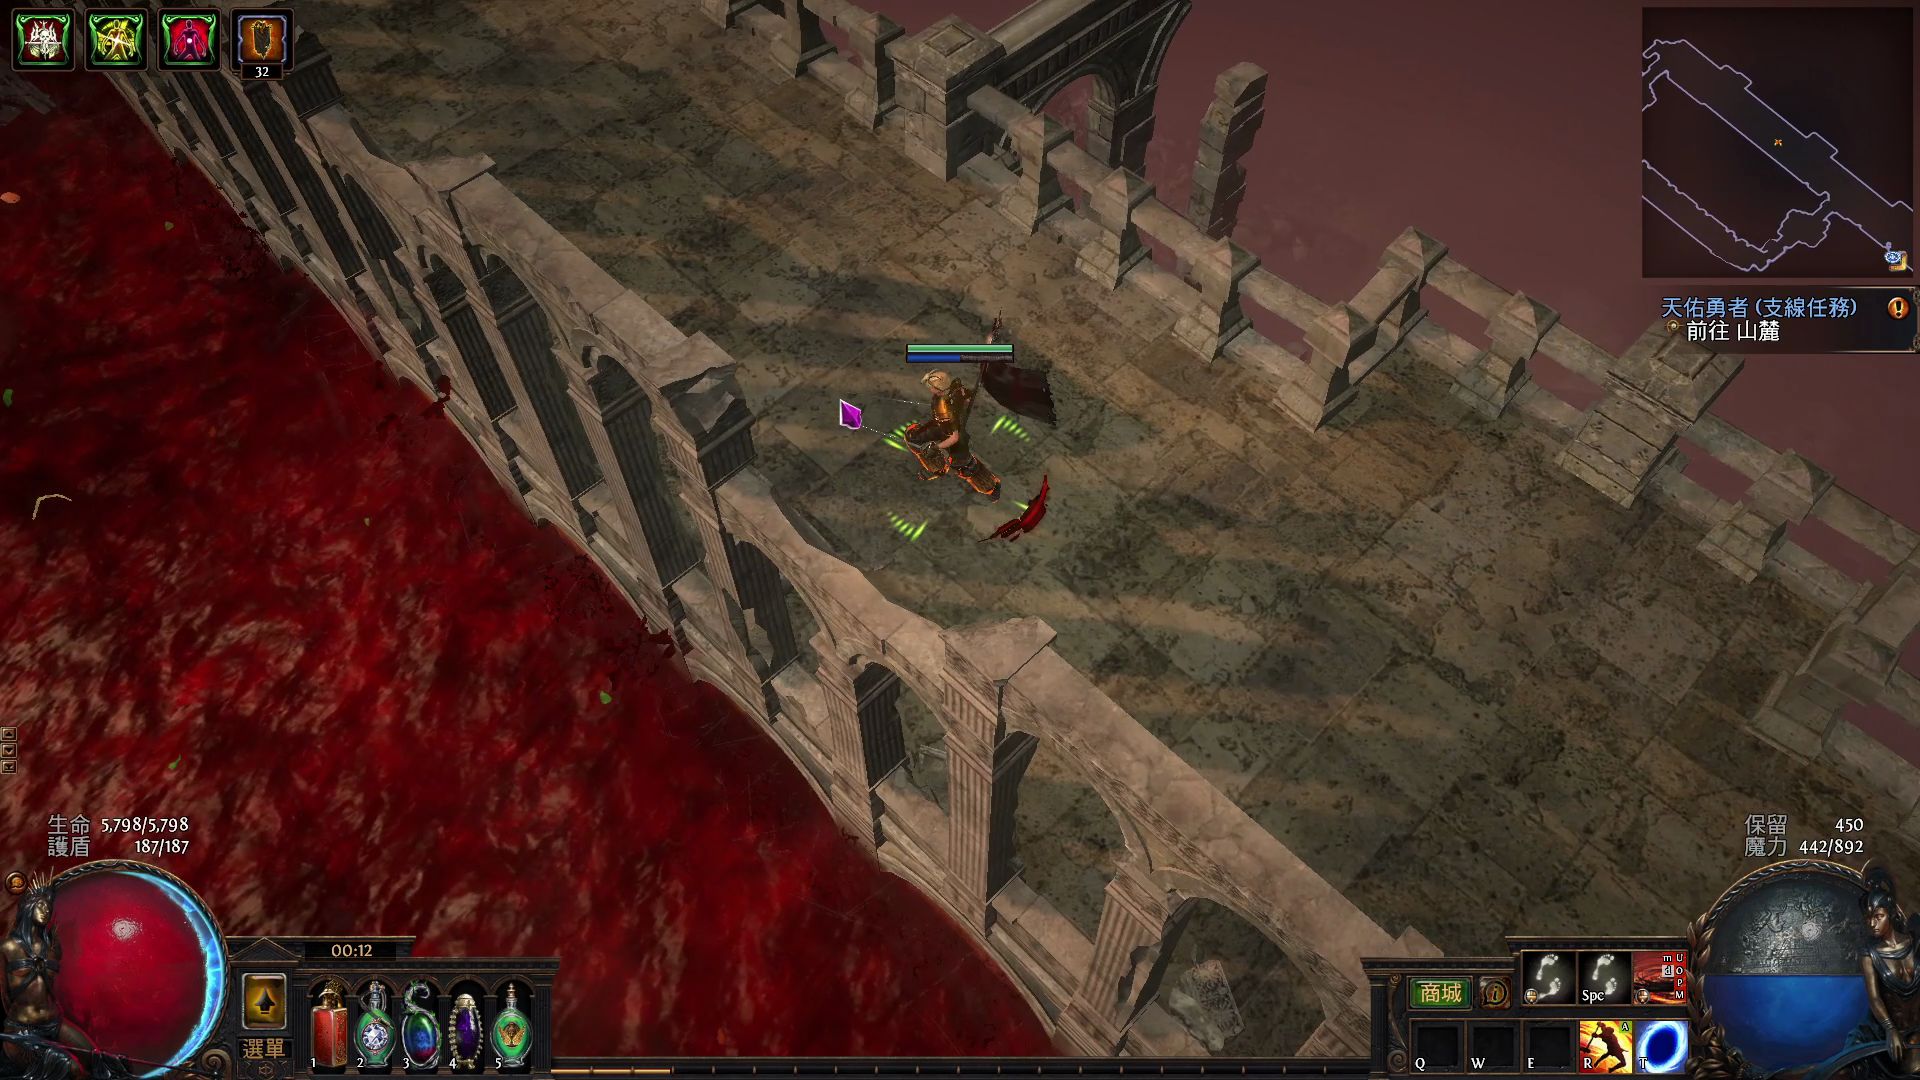 32
天佑勇者 (支線任務)
前往 山麓
生命 5,798/5,798
護盾 187/187
保留 450
魔力 442/892
00:12
選單
1
2
3
4
5
商城
Spc
Q
W
E
R
A
T